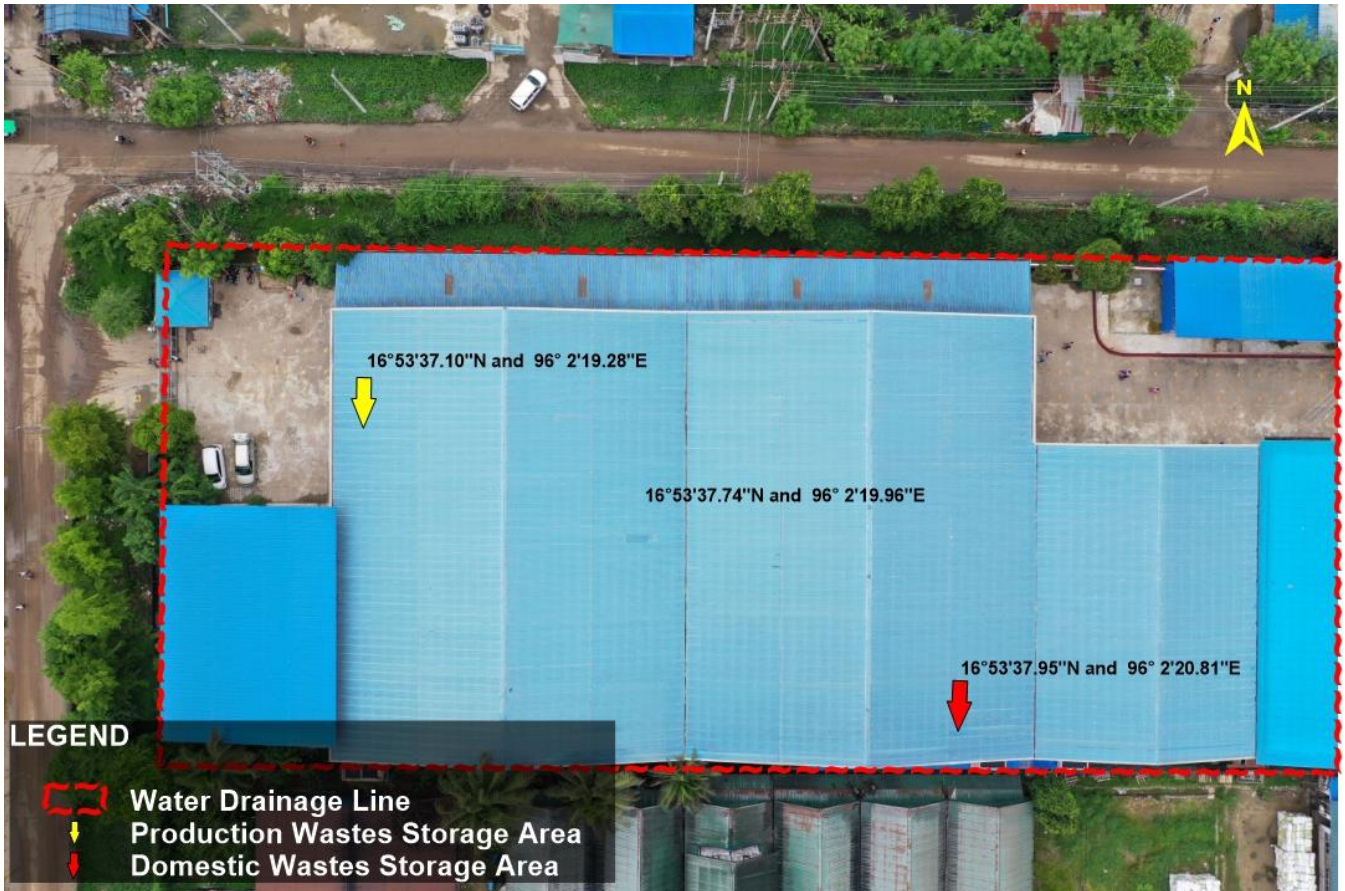 N
16°53'37.10"N and 96° 2'19.28"E
16°53'37.74"N and 96° 2'19.96"E
16°53'37.95"N and 96° 2'20.81"E
LEGEND
Water Drainage Line
Production Wastes Storage Area
Domestic Wastes Storage Area